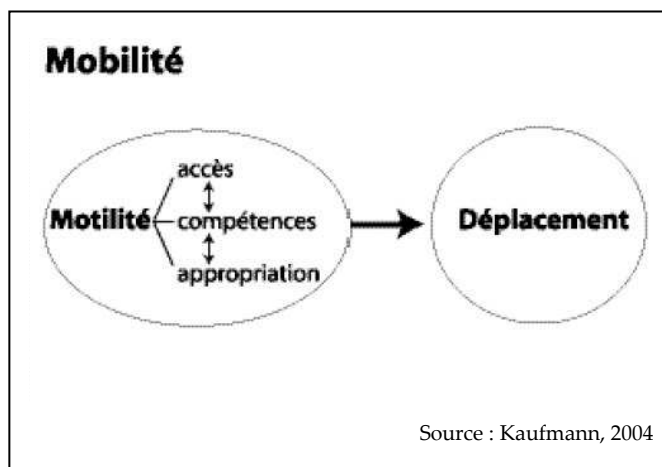 Mobilité
accès
Motilité compétences
appropriation
Déplacement
Source : Kaufmann, 2004